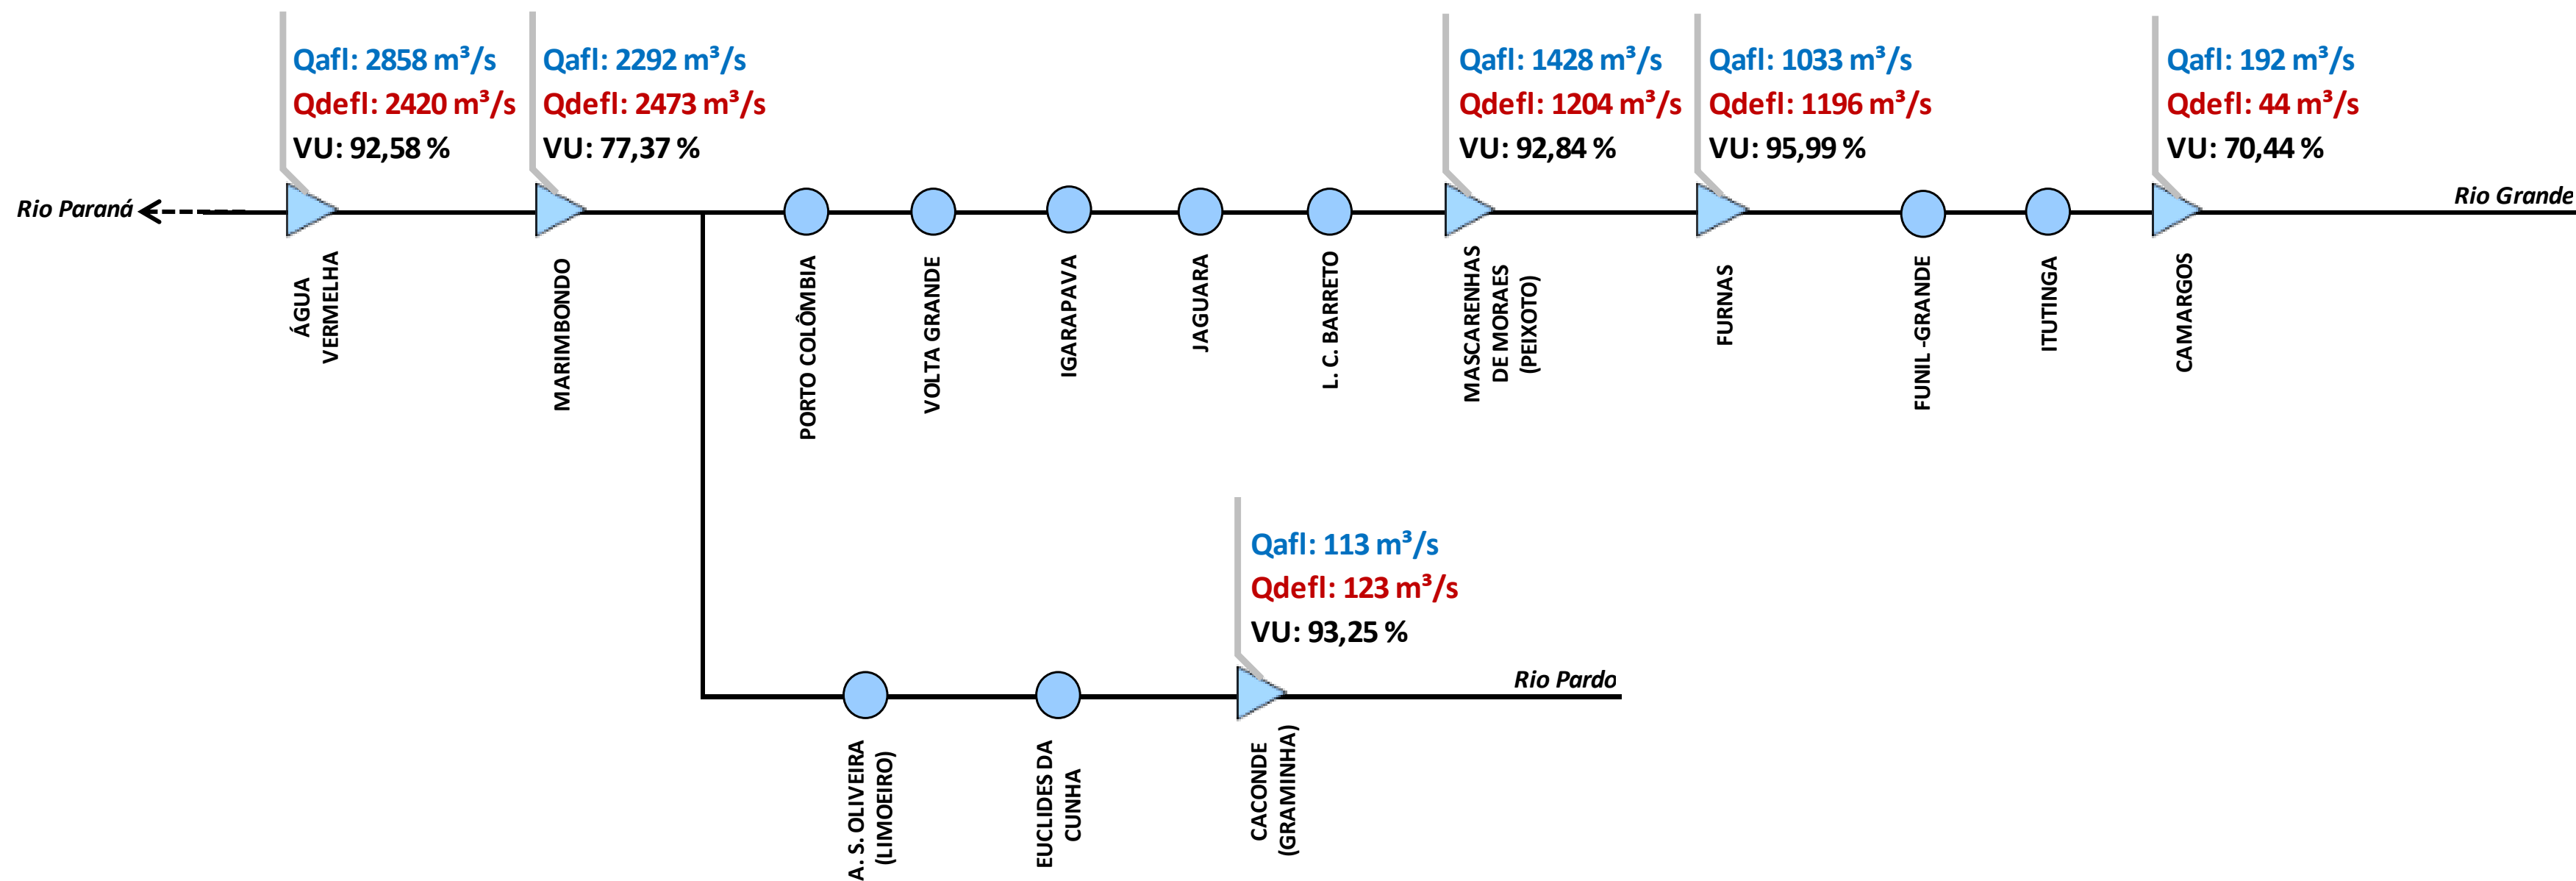 Qafl: 2858 m³/s
Qdefl: 2420 m³/s
VU: 92,58 %
Qafl: 2292 m³/s
Qdefl: 2473 m³/s
VU: 77,37 %
Qafl: 1428 m³/s
Qdefl: 1204 m³/s
VU: 92,84 %
Qafl: 1033 m³/s
Qdefl: 1196 m³/s
VU: 95,99 %
Qafl: 192 m³/s
Qdefl: 44 m³/s
VU: 70,44 %
Rio Paraná
Rio Grande
ÁGUA
VERMELHA
MARIMBONDO
PORTO COLÔMBIA
VOLTA GRANDE
IGARAPAVA
JAGUARA
L. C. BARRETO
MASCARENHAS
DE MORAES
(PEIXOTO)
FURNAS
FUNIL -GRANDE
ITUTINGA
CAMARGOS
Qafl: 113 m³/s
Qdefl: 123 m³/s
VU: 93,25 %
Rio Pardo
A. S. OLIVEIRA
(LIMOEIRO)
EUCLIDES DA
CUNHA
CACONDE
(GRAMINHA)